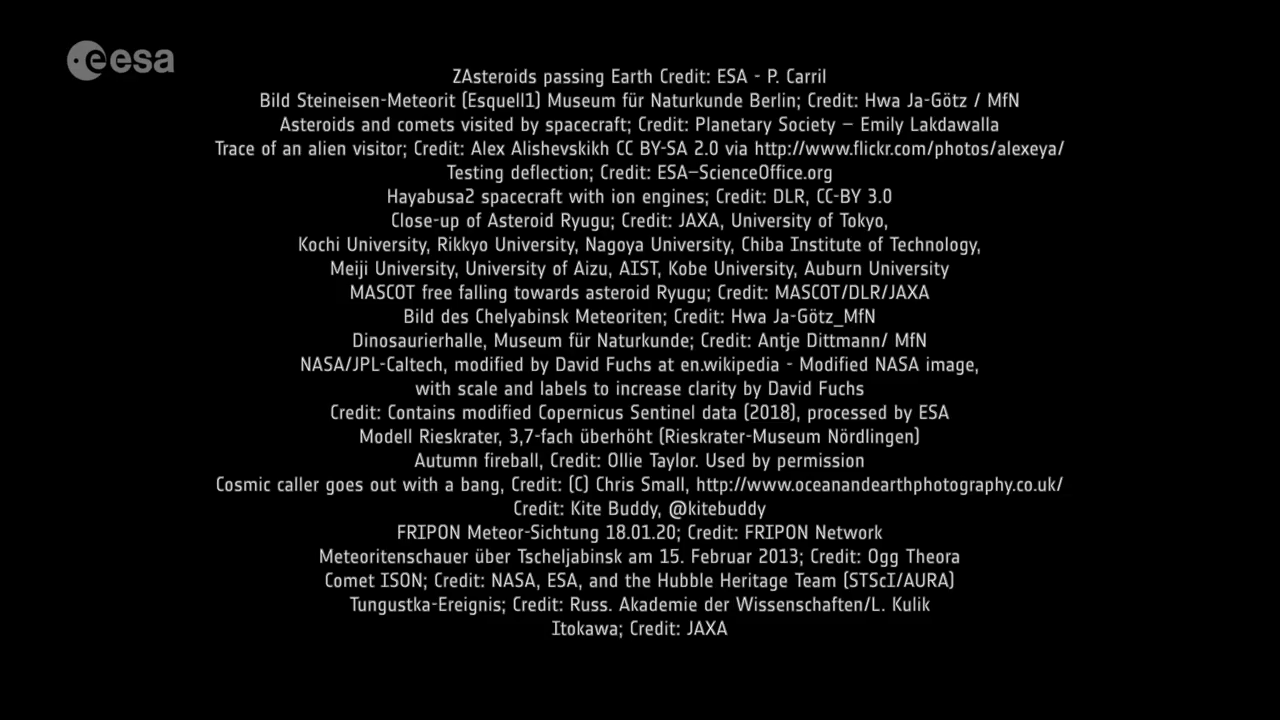 esa
ZAsteroids passing Earth Credit: ESA - P. Carril
Bild Steineisen-Meteorit (Esquell1) Museum für Naturkunde Berlin; Credit: Hwa Ja-Götz / MfN
Asteroids and comets visited by spacecraft; Credit: Planetary Society – Emily Lakdawalla
Trace of an alien visitor; Credit: Alex Alishevskikh CC BY-SA 2.0 via http://www.flickr.com/photos/alexeya/
Testing deflection; Credit: ESA–ScienceOffice.org
Hayabusa2 spacecraft with ion engines; Credit: DLR, CC-BY 3.0
Close-up of Asteroid Ryugu; Credit: JAXA, University of Tokyo,
Kochi University, Rikkyo University, Nagoya University, Chiba Institute of Technology,
Meiji University, University of Aizu, AIST, Kobe University, Auburn University
MASCOT free falling towards asteroid Ryugu; Credit: MASCOT/DLR/JAXA
Bild des Chelyabinsk Meteoriten; Credit: Hwa Ja-Götz_MfN
Dinosaurierhalle, Museum für Naturkunde; Credit: Antje Dittmann/ MfN
NASA/JPL-Caltech, modified by David Fuchs at en.wikipedia - Modified NASA image,
with scale and labels to increase clarity by David Fuchs
Credit: Contains modified Copernicus Sentinel data (2018), processed by ESA
Modell Rieskrater, 3,7-fach überhöht (Rieskrater-Museum Nördlingen)
Autumn fireball, Credit: Ollie Taylor. Used by permission
Cosmic caller goes out with a bang, Credit: (C) Chris Small, http://www.oceanandearthphotography.co.uk/
Credit: Kite Buddy, @kitebuddy
FRIPON Meteor-Sichtung 18.01.20; Credit: FRIPON Network
Meteoritenschauer über Tscheljabinsk am 15. Februar 2013; Credit: Ogg Theora
Comet ISON; Credit: NASA, ESA, and the Hubble Heritage Team (STScI/AURA)
Tungustka-Ereignis; Credit: Russ. Akademie der Wissenschaften/L. Kulik
Itokawa; Credit: JAXA